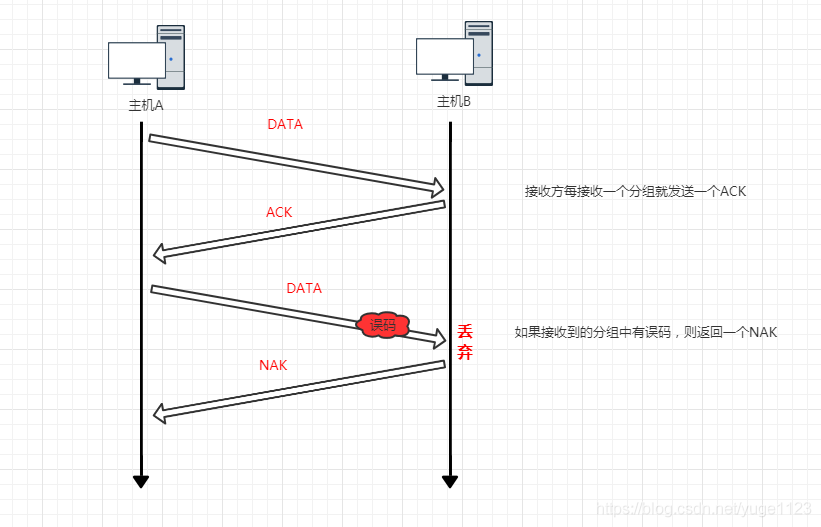 主机A
主机B
DATA
接收方每接收一个分组就发送一个ACK
ACK
DATA
误码
丢弃
如果接收到的分组中有误码，则返回一个NAK
NAK
https://blog.csdn.net/yuge1123